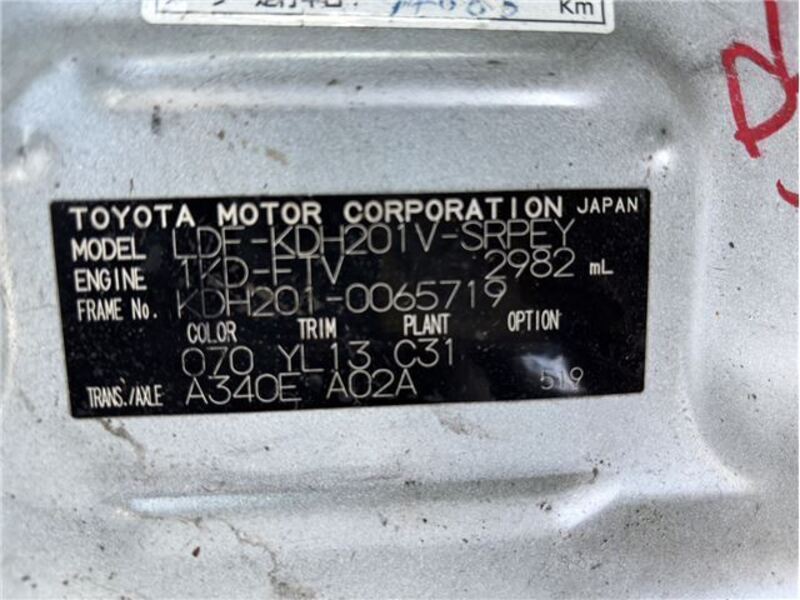 Km
TOYOTA MOTOR CORPORATION JAPAN
MODEL LDF-KDH201V-SRPEY
ENGINE 1KD-FTV 2982 mL
FRAME No. KDH201-0065719
COLOR TRIM PLANT OPTION
070 YL13 C31
TRANS./AXLE A340E A02A 519